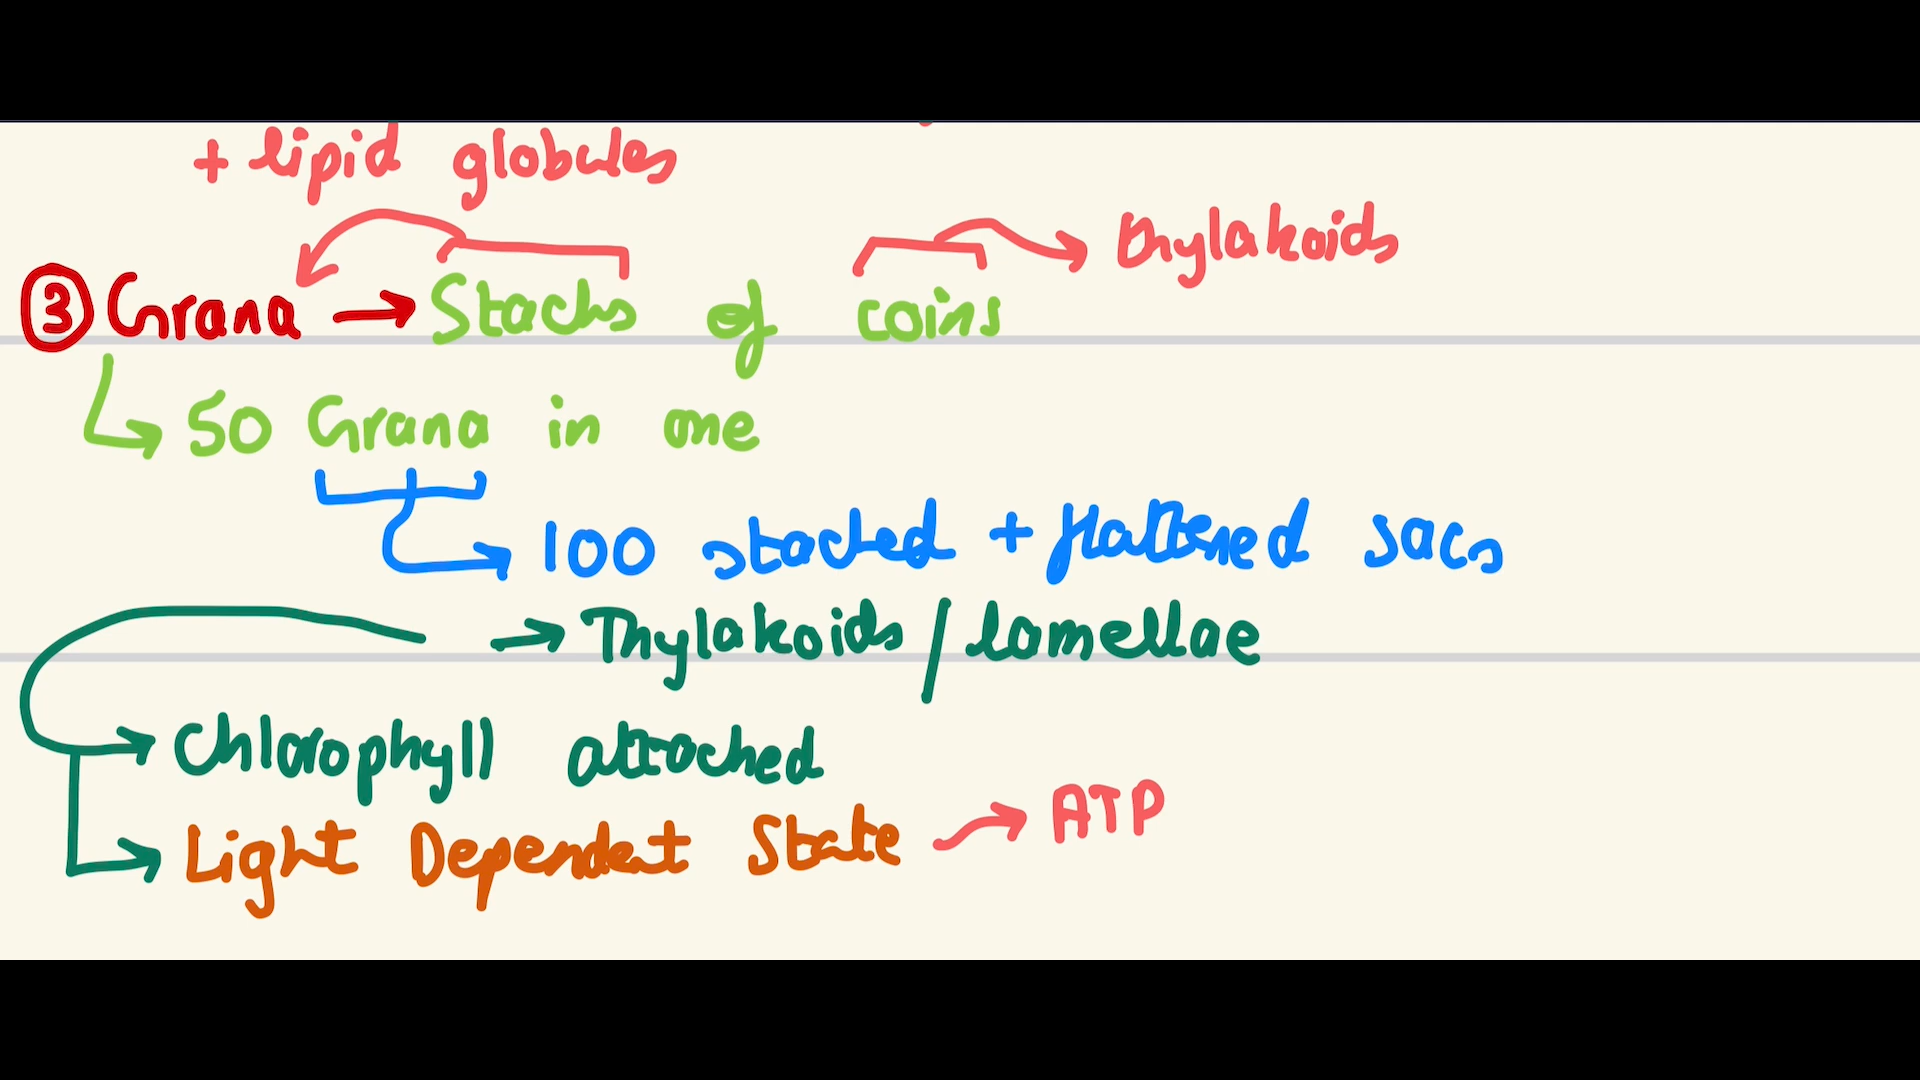 + lipid globules
thylakoids
③ Grana → Stacks of coins
50 Grana in one
100 stacked + flattened sacs
→ Thylakoids / lamellae
→ Chlorophyll attached
→ Light Dependent State → ATP